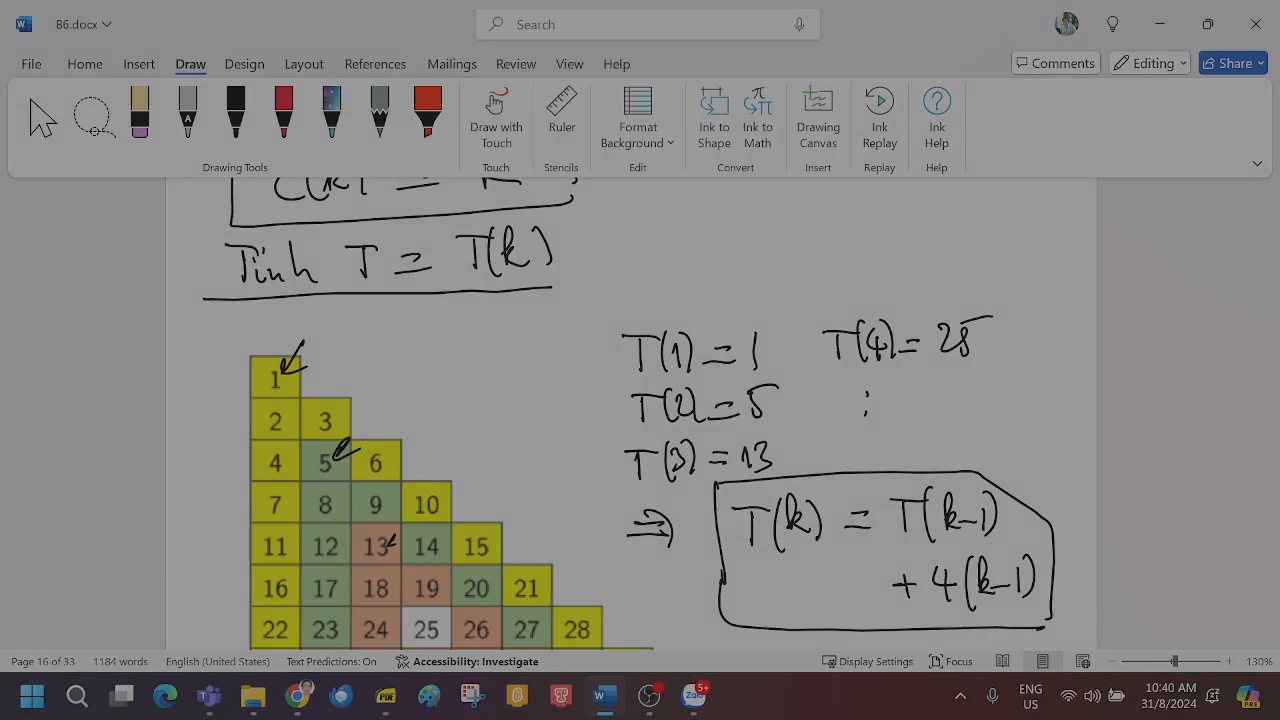 B6.docx
Search
File Home Insert Draw Design Layout References Mailings Review View Help
Comments Editing Share
Draw with Touch
Ruler
Format Background
Ink to Shape
Ink to Math
Drawing Canvas
Ink Replay
Ink Help
Drawing Tools Touch Stencils Edit Convert Insert Replay Help
Tính T = T(k)
T(1) = 1 T(4) = 25
T(2) = 5 :
T(3) = 13
⇒ T(k) = T(k-1)
+ 4(k-1)
1
2 3
4 5 6
7 8 9 10
11 12 13 14 15
16 17 18 19 20 21
22 23 24 25 26 27 28
Page 16 of 33 1184 words English (United States) Text Predictions: On Accessibility: Investigate Display Settings Focus 130%
5+
ENG
US
10:40 AM
31/8/2024
PRE